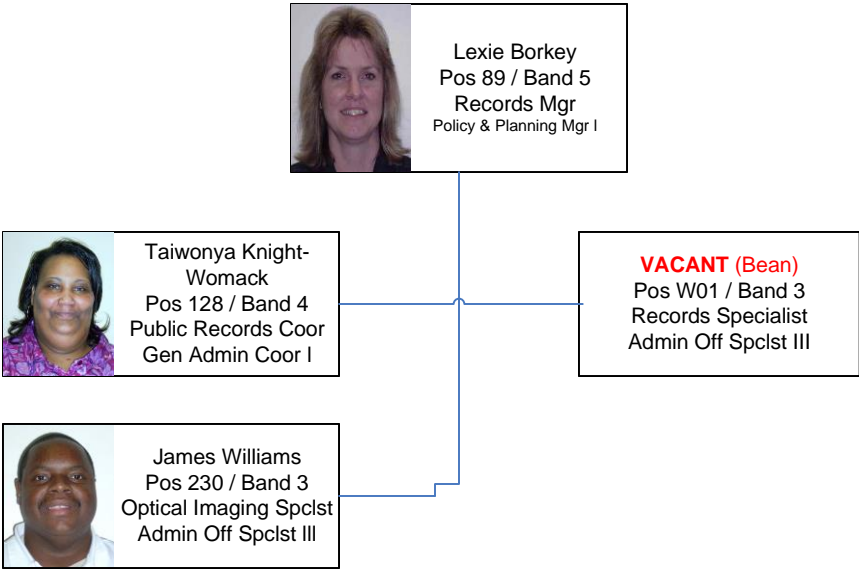 Lexie Borkey
Pos 89 / Band 5
Records Mgr
Policy & Planning Mgr I
Taiwonya Knight-
Womack
Pos 128 / Band 4
Public Records Coor
Gen Admin Coor I
VACANT (Bean)
Pos W01 / Band 3
Records Specialist
Admin Off Spclst III
James Williams
Pos 230 / Band 3
Optical Imaging Spclst
Admin Off Spclst III